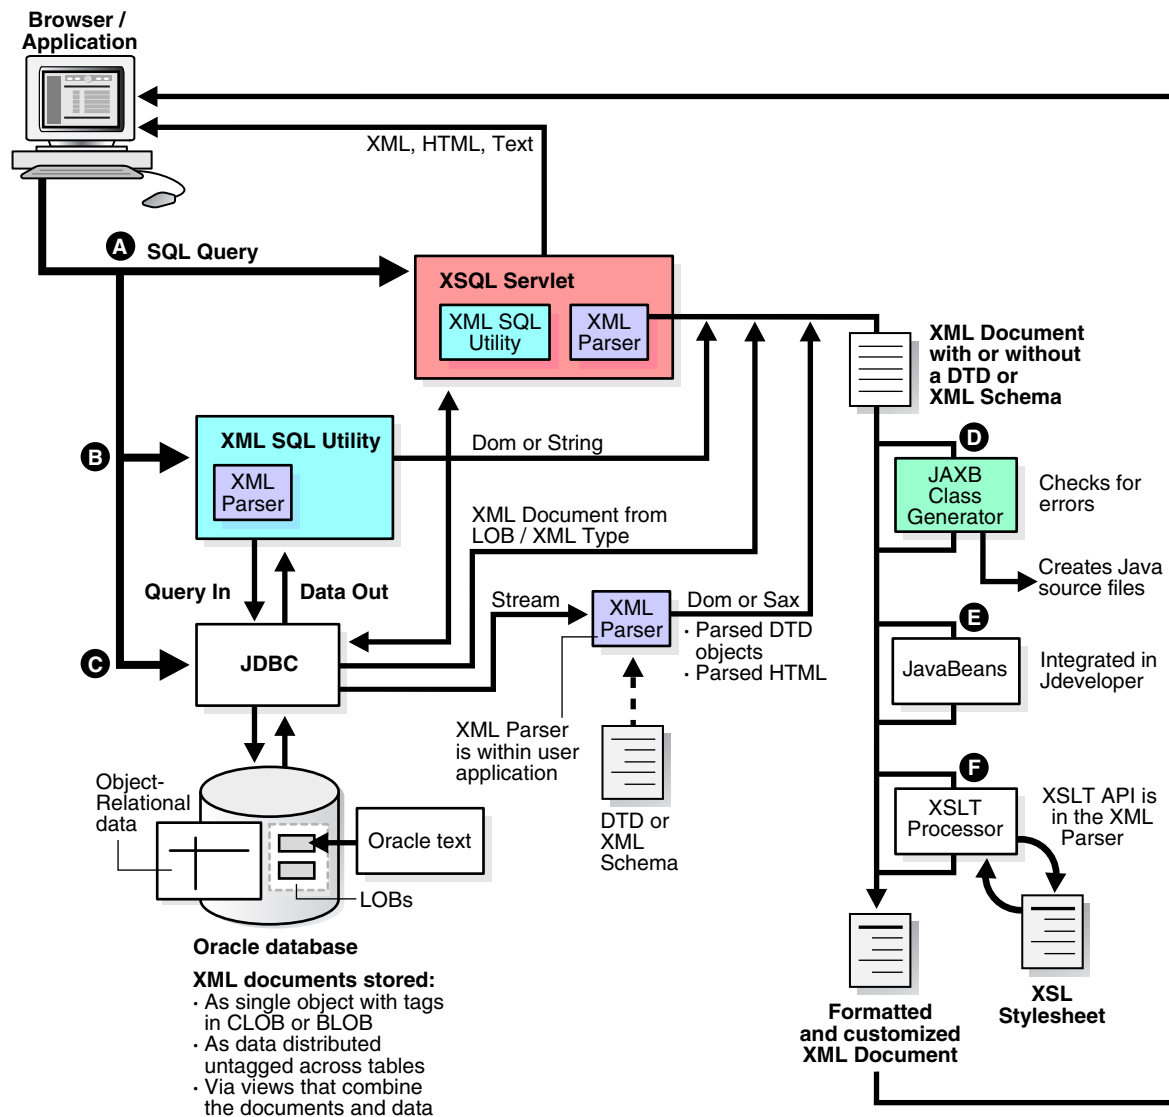 Browser /
Application
XML, HTML, Text
A
SQL Query
XSQL Servlet
XML SQL
Utility
XML
Parser
XML Document
with or without
a DTD or
XML Schema
B
XML SQL Utility
XML
Parser
Dom or String
D
JAXB
Class
Generator
Checks for
errors
XML Document from
LOB / XML Type
Creates Java
source files
Query In
Data Out
Stream
XML
Parser
Dom or Sax
· Parsed DTD
objects
· Parsed HTML
C
JDBC
E
JavaBeans
Integrated in
Jdeveloper
XML Parser
is within user
application
DTD or
XML
Schema
F
XSLT
Processor
XSLT API is
in the XML
Parser
Object-
Relational
data
Oracle text
LOBs
Oracle database
XML documents stored:
· As single object with tags
in CLOB or BLOB
· As data distributed
untagged across tables
· Via views that combine
the documents and data
Formatted
and customized
XML Document
XSL
Stylesheet